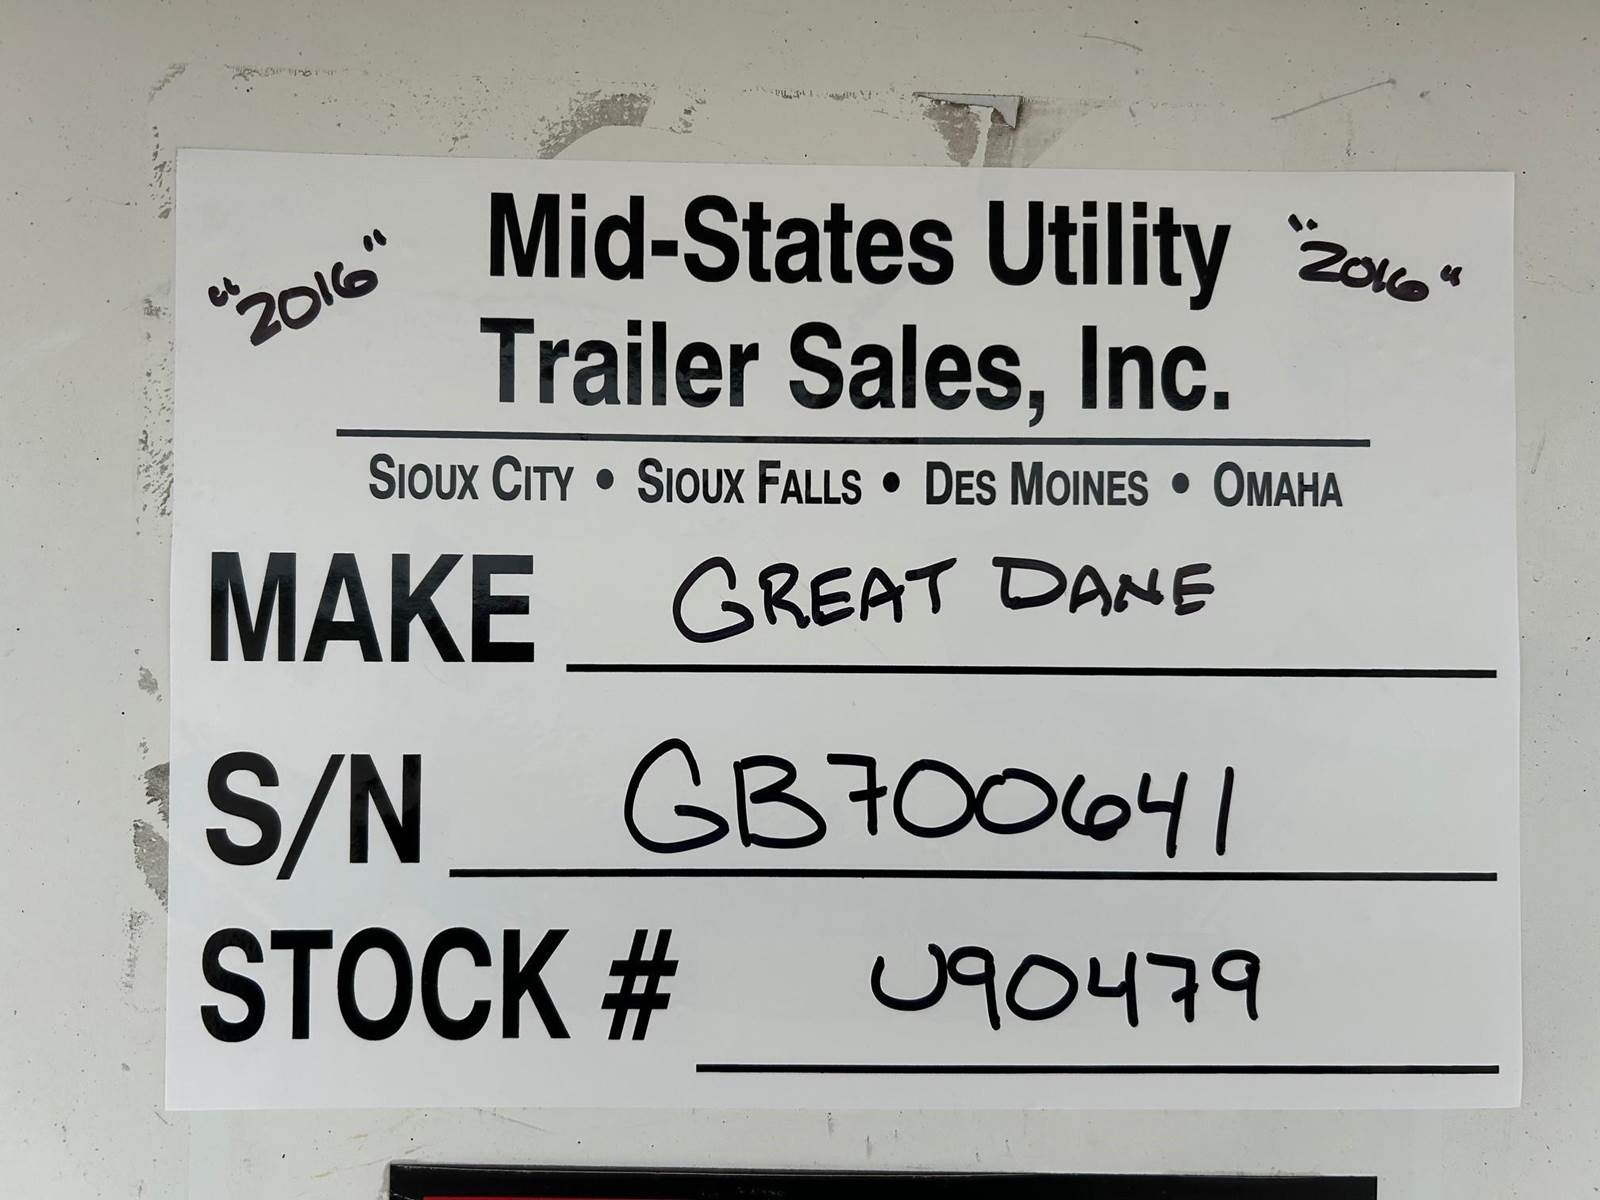 Mid-States Utility
Trailer Sales, Inc.
"2016"
"2016"
SIOUX CITY • SIOUX FALLS • DES MOINES • OMAHA
MAKE GREAT DANE
S/N GB700641
STOCK # U90479